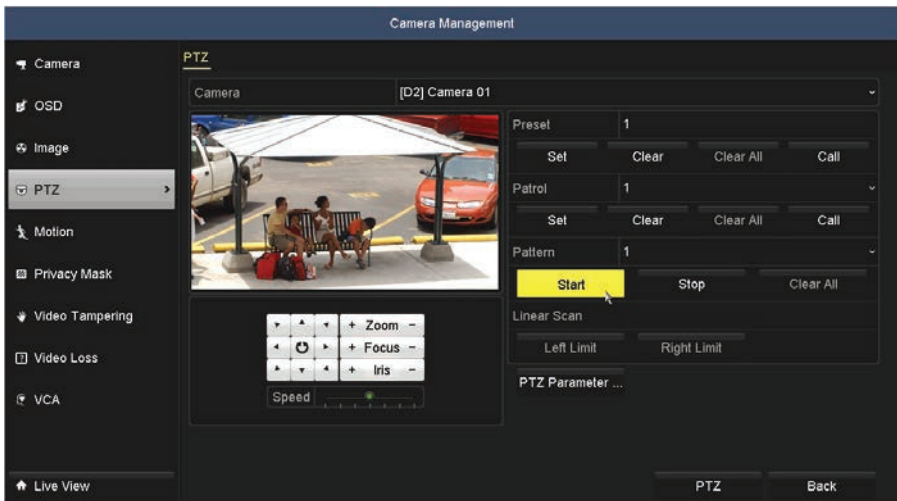 Camera Management
Camera
OSD
Image
PTZ
Motion
Privacy Mask
Video Tampering
Video Loss
VCA
Live View
PTZ
Camera [D2] Camera 01
Preset 1
Set Clear Clear All Call
Patrol 1
Set Clear Clear All Call
Pattern 1
Start Stop Clear All
Linear Scan
Left Limit Right Limit
PTZ Parameter ...
+ Zoom −
+ Focus −
+ Iris −
Speed
PTZ Back